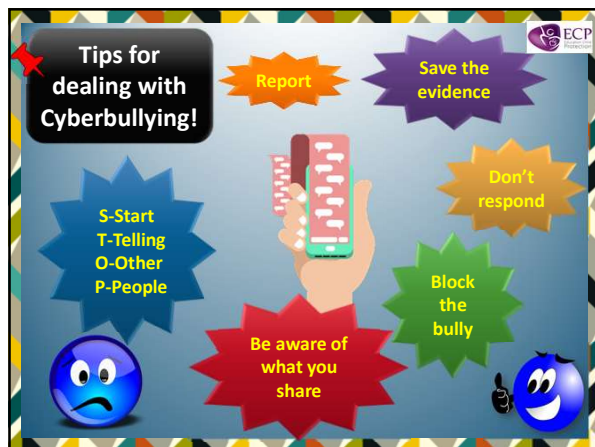 Tips for
dealing with
Cyberbullying!
Report
Save the
evidence
ECP
Don't
respond
S-Start
T-Telling
O-Other
P-People
Block
the
bully
Be aware of
what you
share